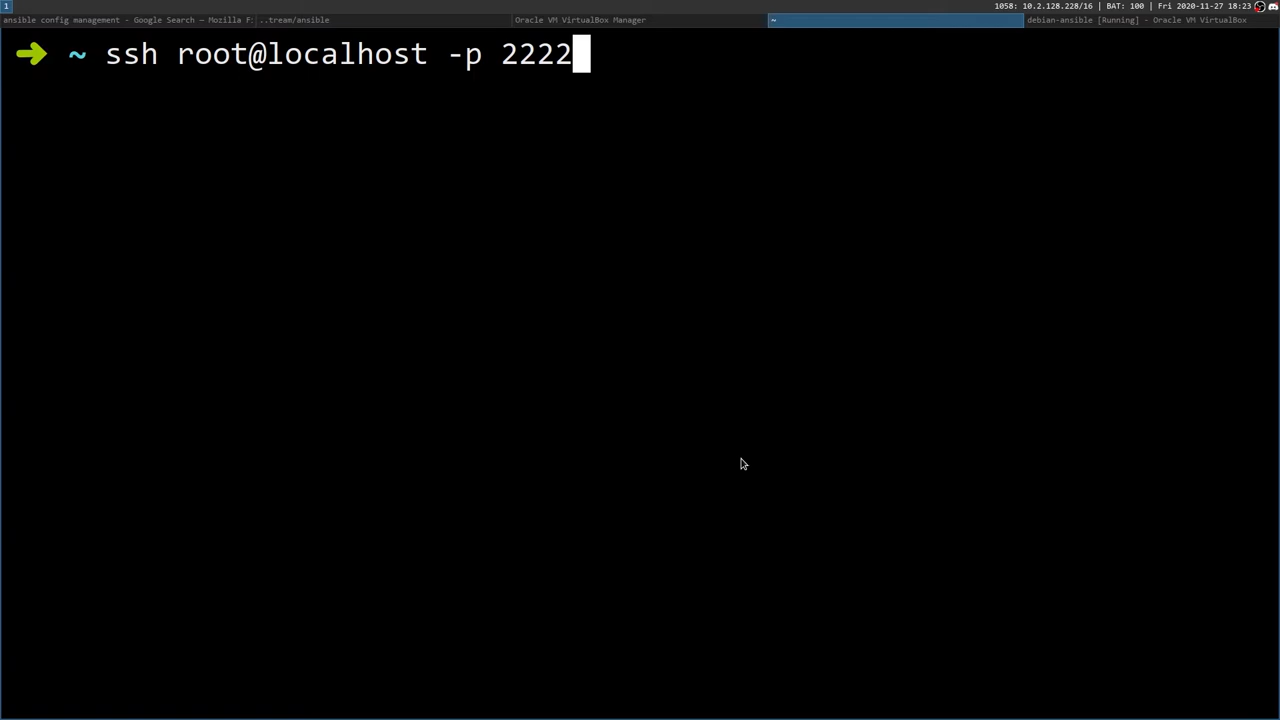 1
1058: 10.2.128.228/16 | BAT: 100 | Fri 2020-11-27 18:23
ansible config management - Google Search — Mozilla F:
..tream/ansible
Oracle VM VirtualBox Manager
~
debian-ansible [Running] - Oracle VM VirtualBox
➜ ~ ssh root@localhost -p 2222